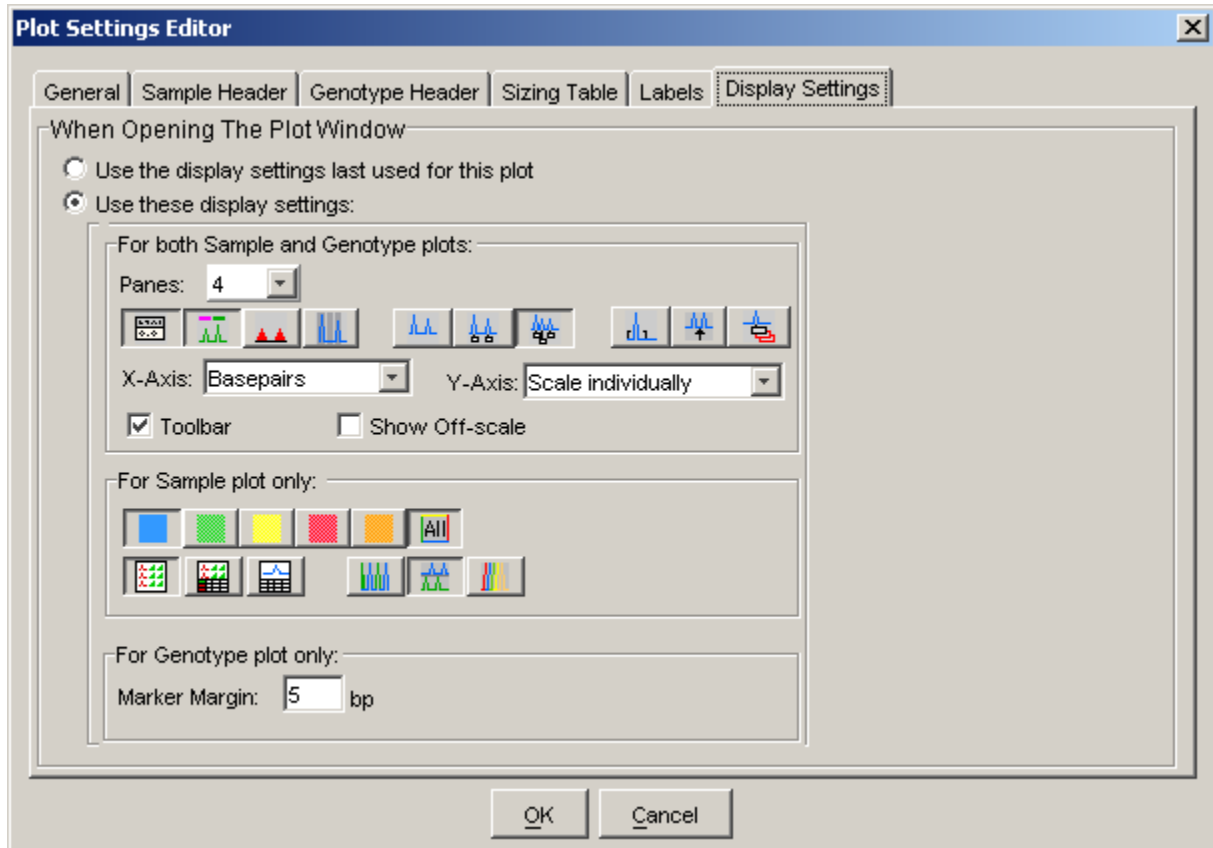 Plot Settings Editor
General Sample Header Genotype Header Sizing Table Labels Display Settings
When Opening The Plot Window
Use the display settings last used for this plot
Use these display settings:
For both Sample and Genotype plots:
Panes: 4
X-Axis: Basepairs Y-Axis: Scale individually
Toolbar Show Off-scale
For Sample plot only:
All
For Genotype plot only:
Marker Margin: 5 bp
OK Cancel